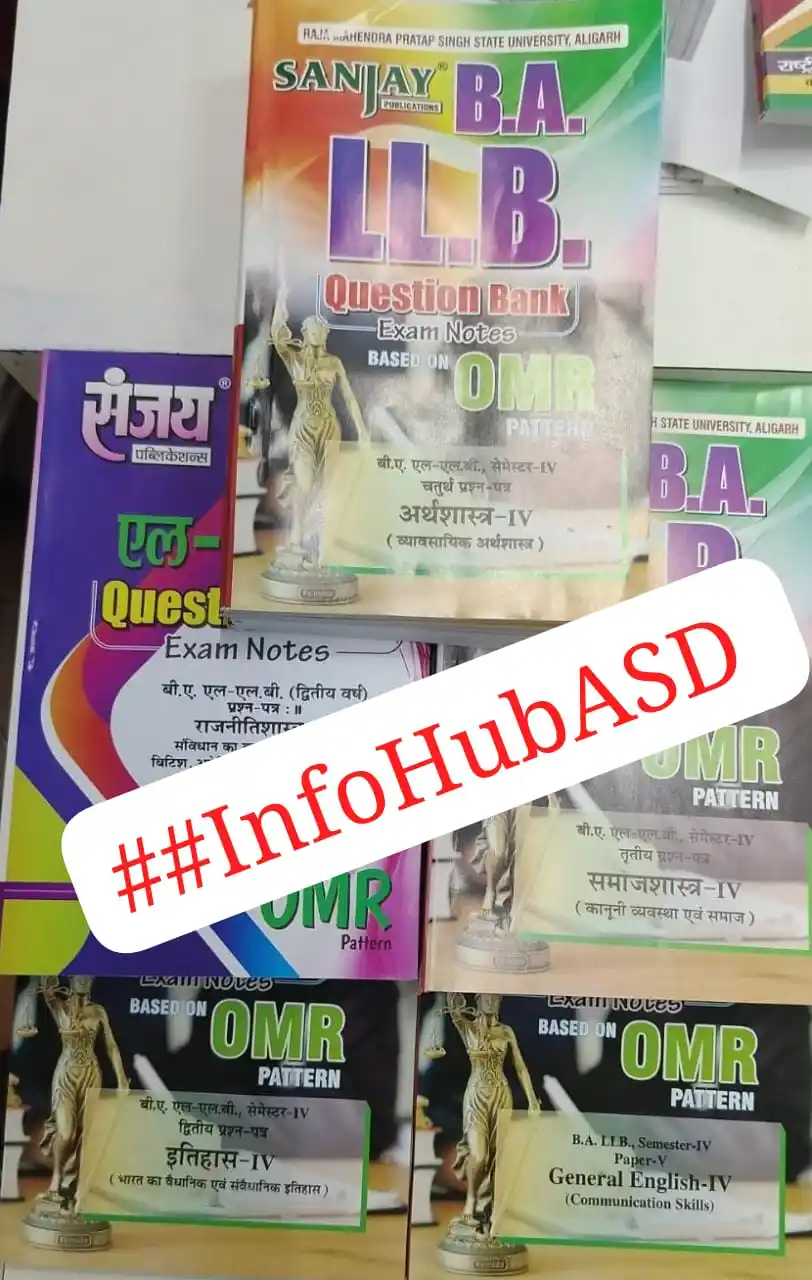 RAJA MAHENDRA PRATAP SINGH STATE UNIVERSITY, ALIGARH
SANJAY®
PUBLICATIONS
B.A.
LL.B.
Question Bank
Exam Notes
BASED ON
OMR
PATTERN
बी.ए. एल-एल.बी., सेमेस्टर-IV
चतुर्थ प्रश्न-पत्र
अर्थशास्त्र-IV
( व्यावसायिक अर्थशास्त्र )
संजय®
पब्लिकेशन्स
एल-
Quest
Exam Notes
बी.ए. एल-एल.बी. (द्वितीय वर्ष)
प्रश्न-पत्र : II
संविधान का
OMR
Pattern
STATE UNIVERSITY, ALIGARH
B.A.
OMR
PATTERN
बी.ए. एल-एल.बी., सेमेस्टर-IV
तृतीय प्रश्न-पत्र
समाजशास्त्र-IV
( कानूनी व्यवस्था एवं समाज )
##InfoHubASD
Exam Notes
BASED ON
OMR
PATTERN
बी.ए. एल-एल.बी., सेमेस्टर-IV
द्वितीय प्रश्न-पत्र
इतिहास-IV
( भारत का वैधानिक एवं संवैधानिक इतिहास )
Exam Notes
BASED ON
OMR
PATTERN
B.A. LL.B., Semester-IV
Paper-V
General English-IV
(Communication Skills)